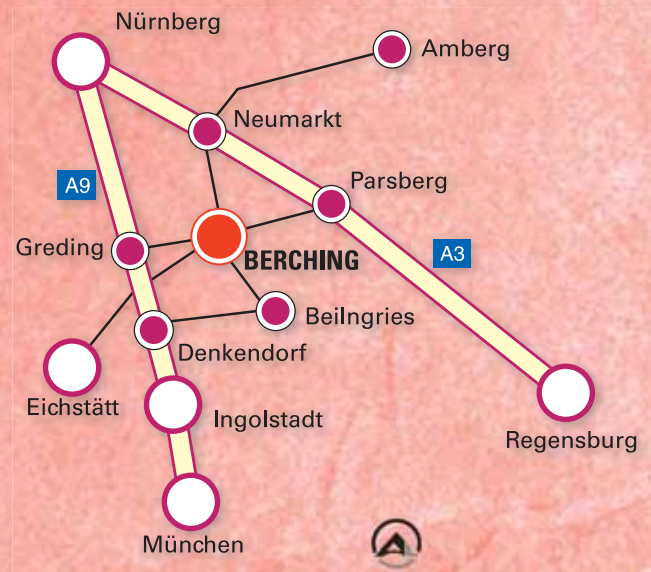 Nürnberg
Amberg
Neumarkt
A9
Parsberg
Greding
BERCHING
A3
Beilngries
Denkendorf
Eichstätt
Ingolstadt
Regensburg
München